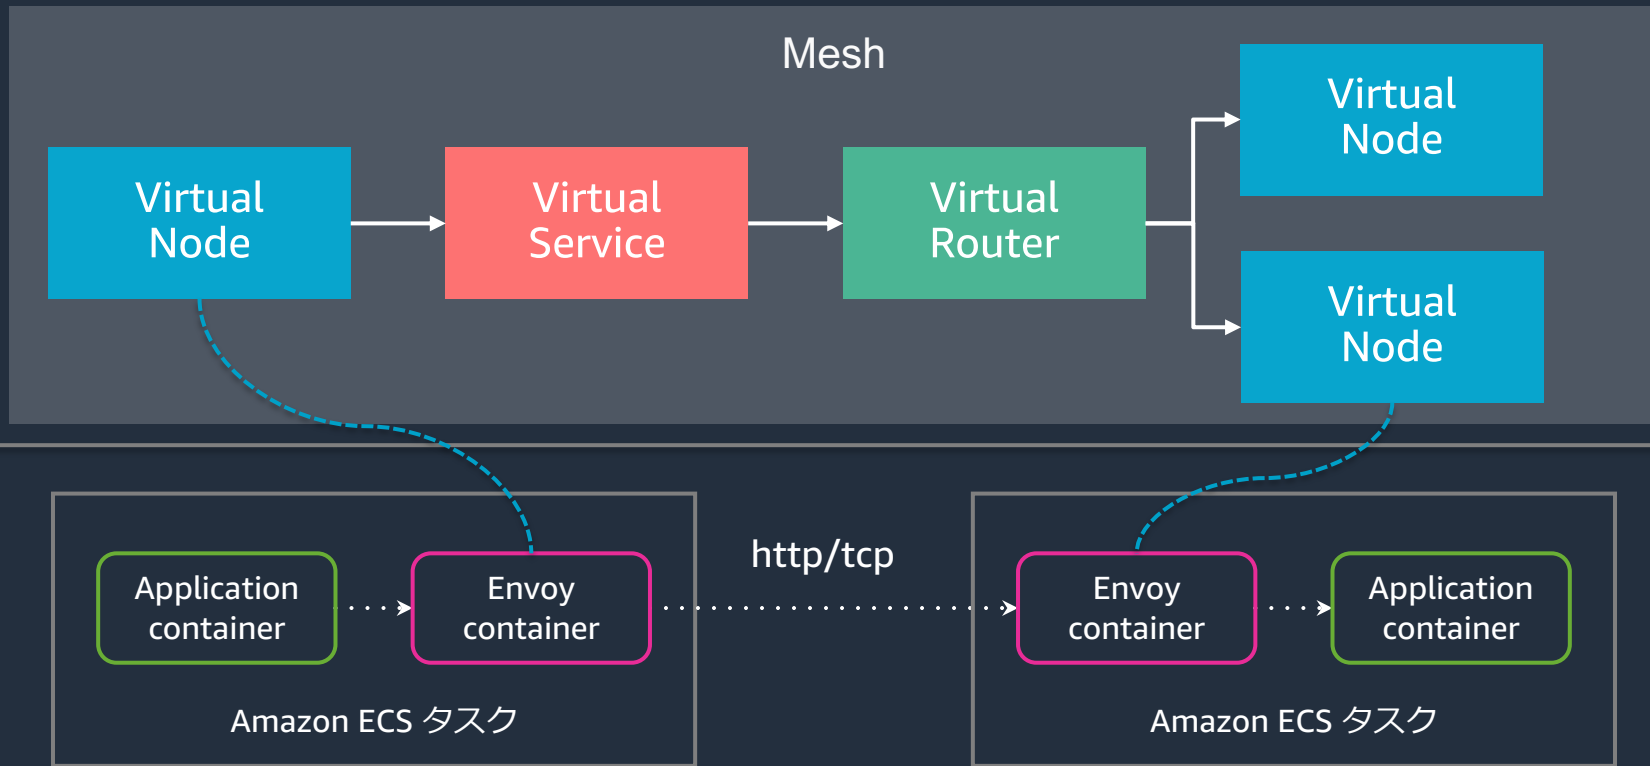 Mesh
Virtual
Node
Virtual
Service
Virtual
Router
Virtual
Node
Virtual
Node
http/tcp
Application
container
Envoy
container
Amazon ECS タスク
Envoy
container
Application
container
Amazon ECS タスク